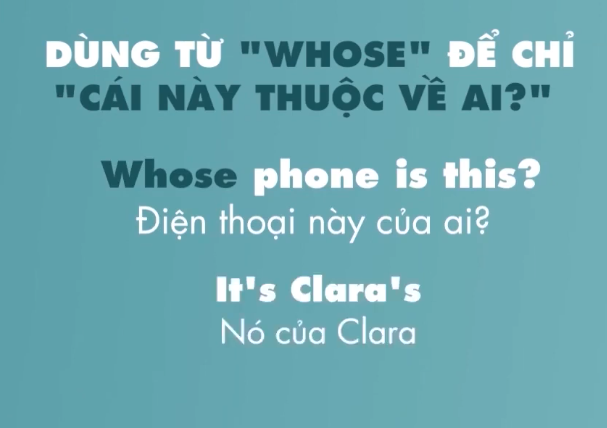 DÙNG TỪ "WHOSE" ĐỂ CHỈ
"CÁI NÀY THUỘC VỀ AI?"
Whose phone is this?
Điện thoại này của ai?
It's Clara's
Nó của Clara